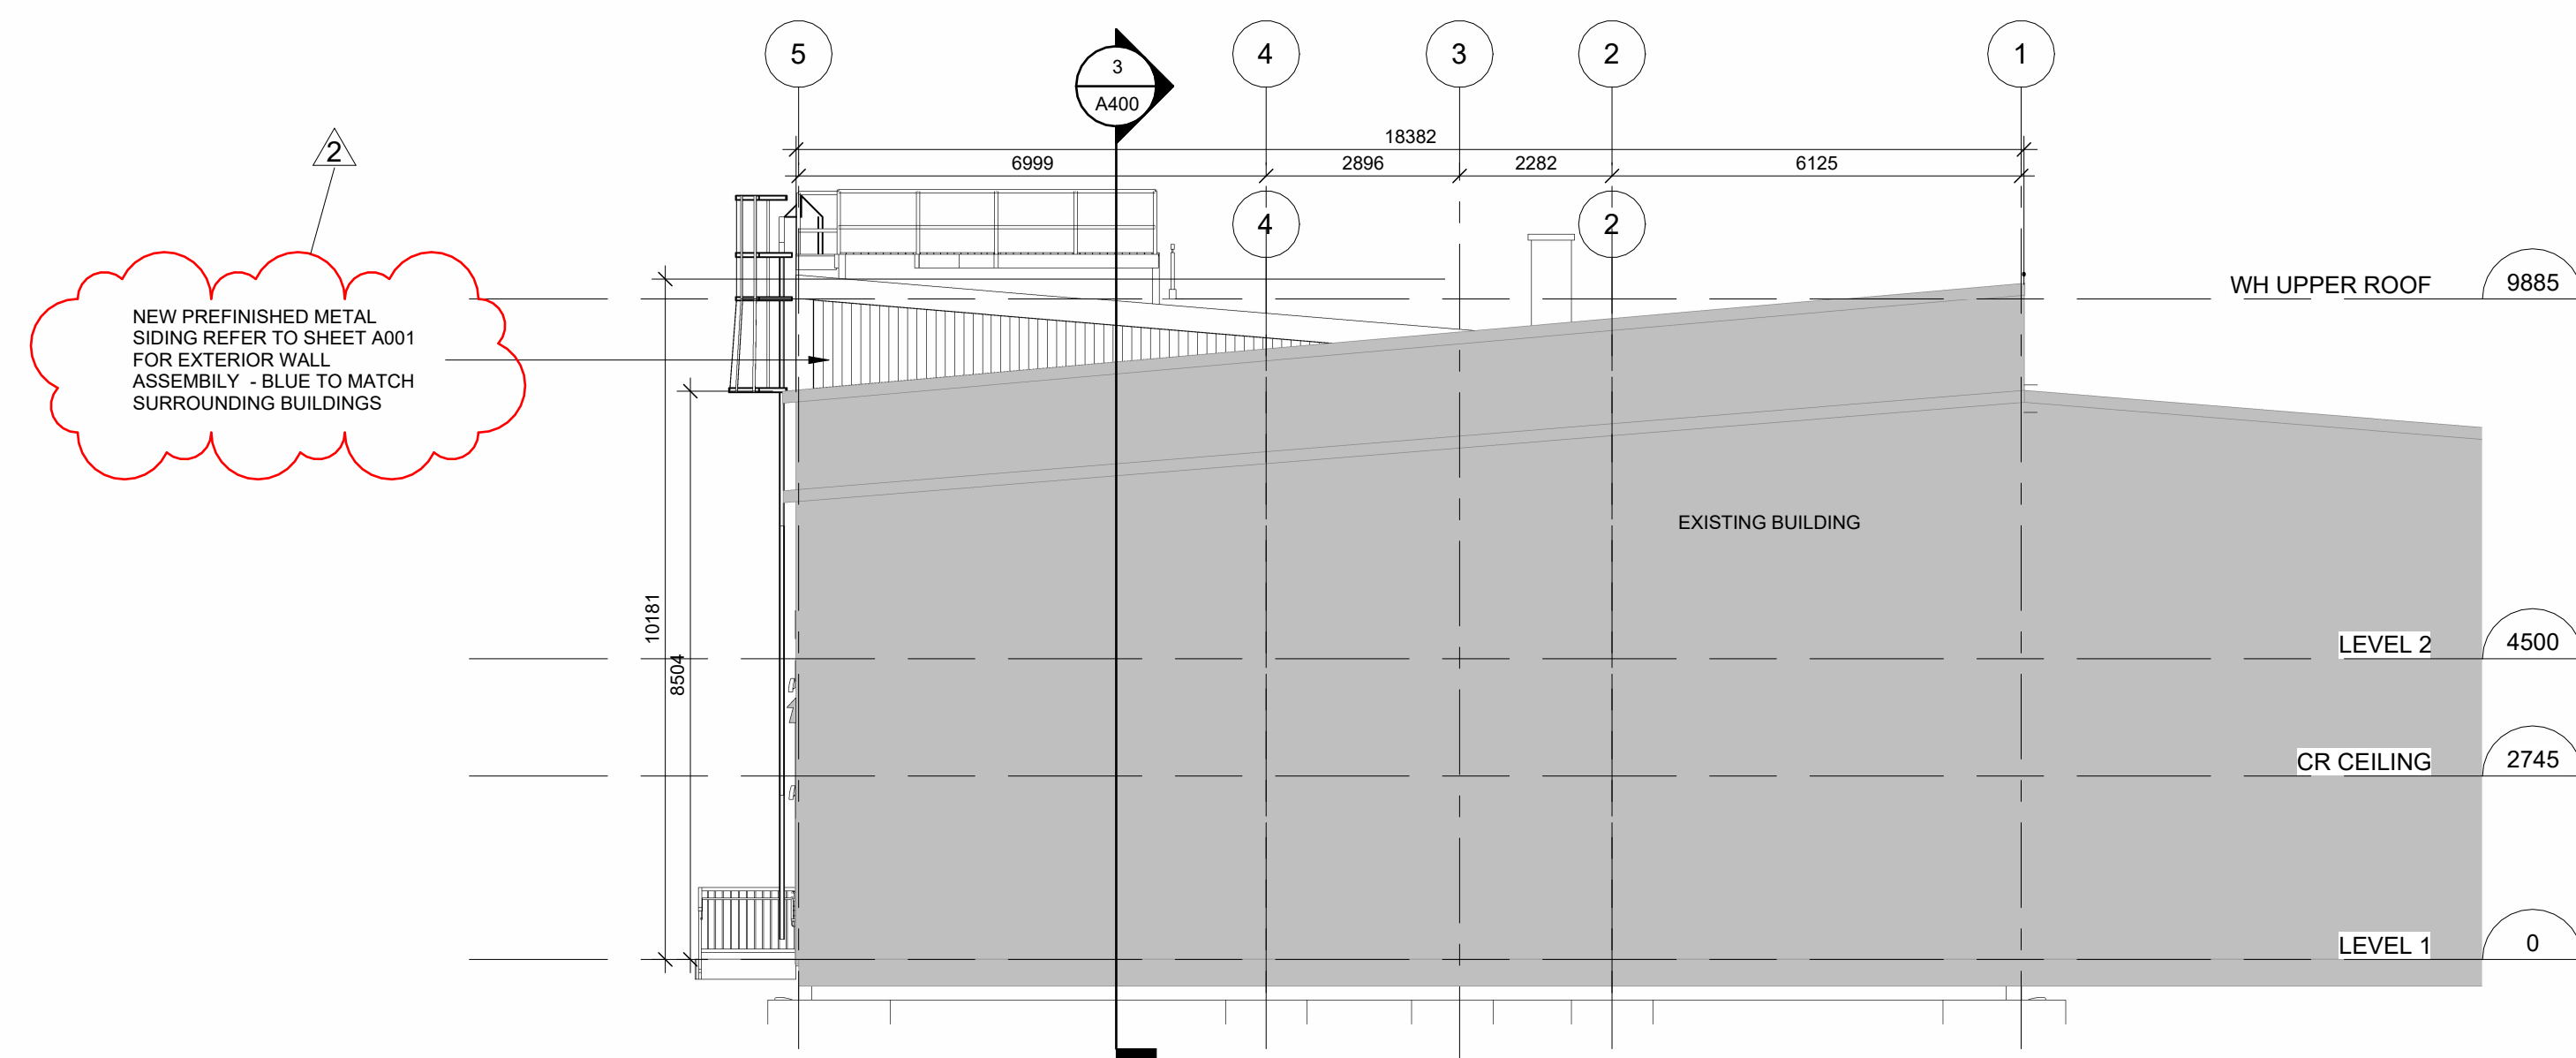 5
3
A400
4
3
2
1
18382
6999
2896
2282
6125
2
4
2
NEW PREFINISHED METAL
SIDING REFER TO SHEET A001
FOR EXTERIOR WALL
ASSEMBILY - BLUE TO MATCH
SURROUNDING BUILDINGS
WH UPPER ROOF 9885
EXISTING BUILDING
10181
8504
LEVEL 2 4500
CR CEILING 2745
LEVEL 1 0